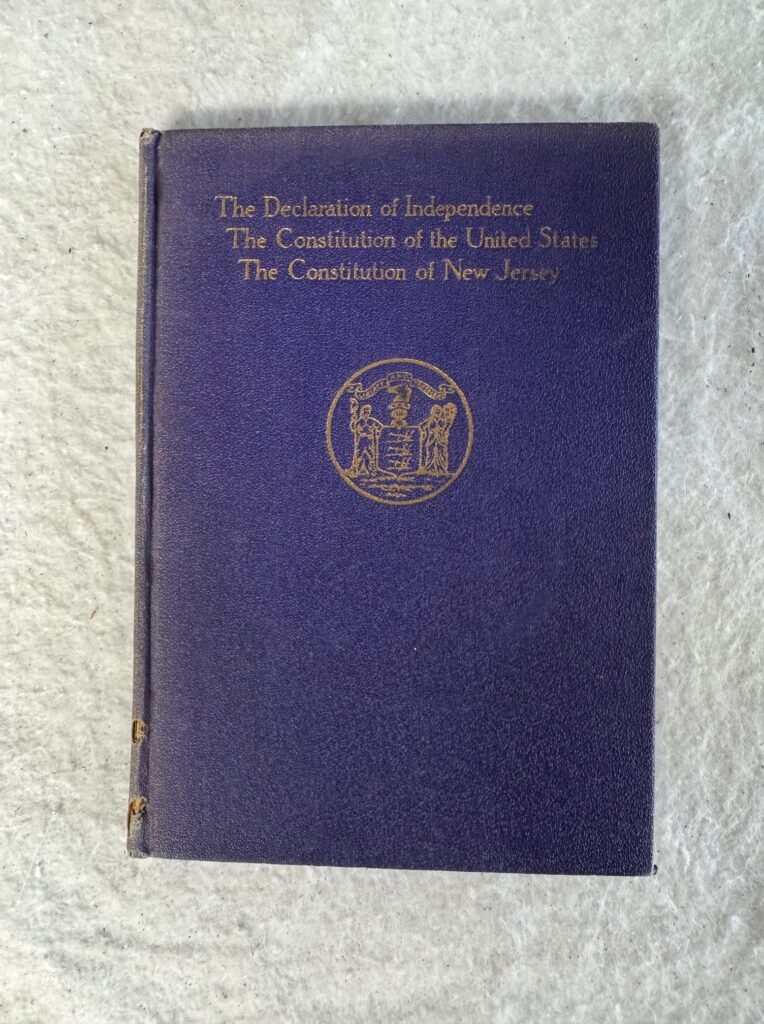 The Declaration of Independence
The Constitution of the United States
The Constitution of New Jersey